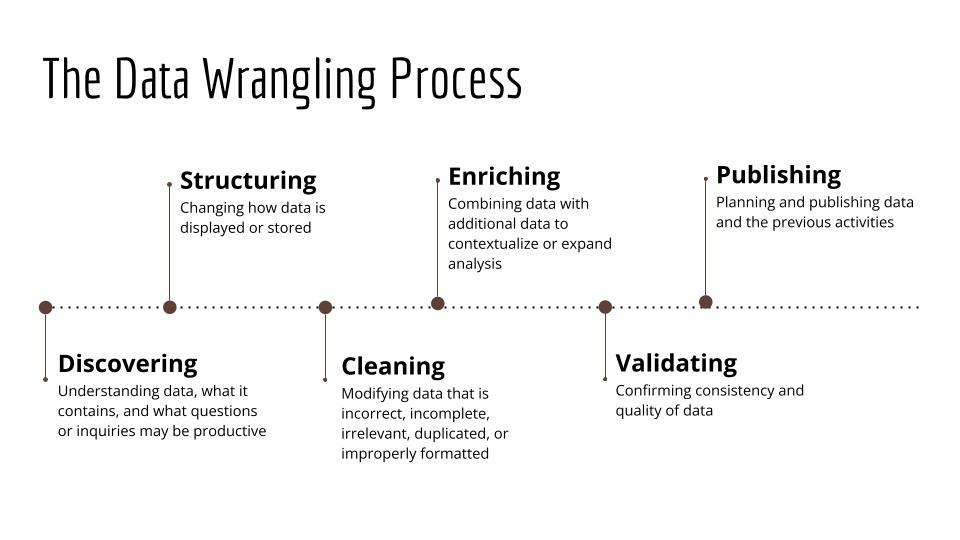 The Data Wrangling Process
Discovering
Understanding data, what it
contains, and what questions
or inquiries may be productive
Structuring
Changing how data is
displayed or stored
Cleaning
Modifying data that is
incorrect, incomplete,
irrelevant, duplicated, or
improperly formatted
Enriching
Combining data with
additional data to
contextualize or expand
analysis
Validating
Confirming consistency and
quality of data
Publishing
Planning and publishing data
and the previous activities